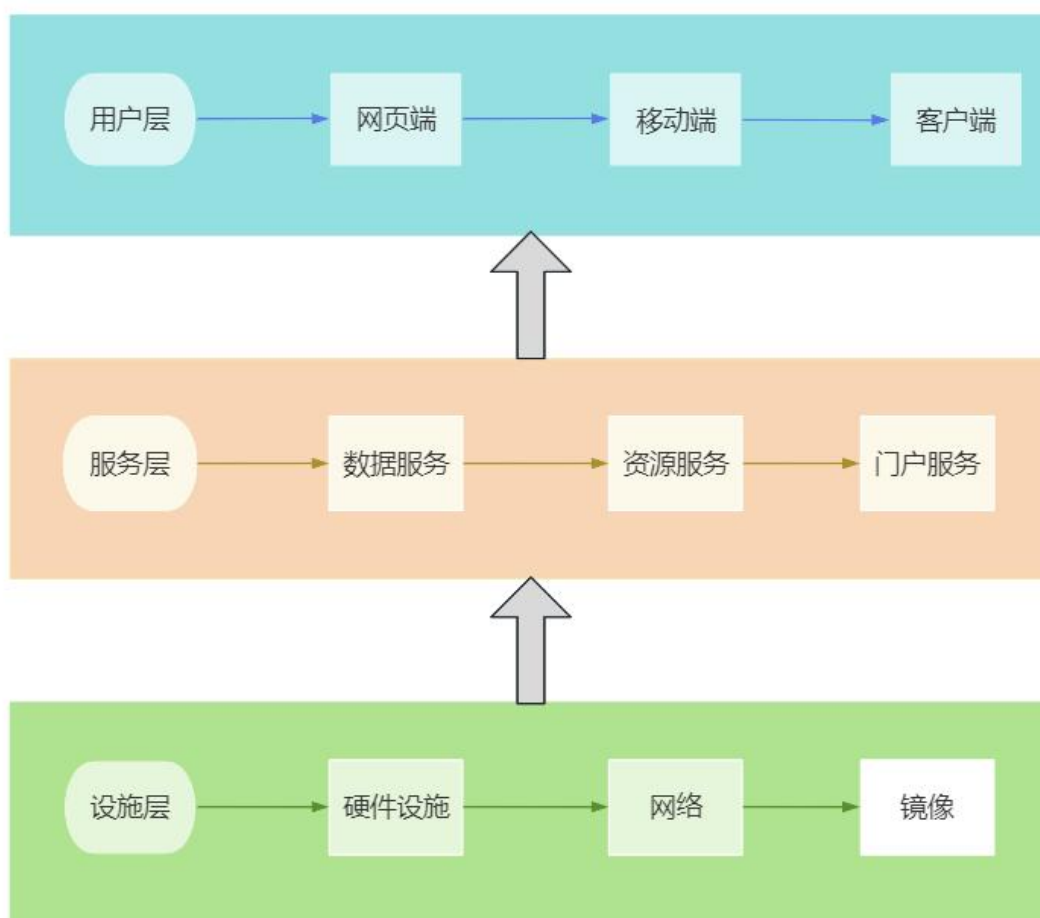 用户层 网页端 移动端 客户端
服务层 数据服务 资源服务 门户服务
设施层 硬件设施 网络 镜像